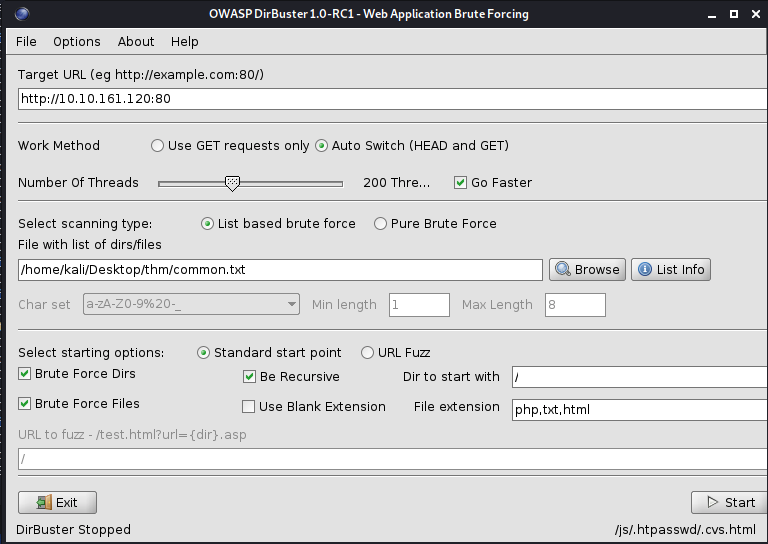 OWASP DirBuster 1.0-RC1 - Web Application Brute Forcing
File Options About Help
Target URL (eg http://example.com:80/)
http://10.10.161.120:80
Work Method Use GET requests only Auto Switch (HEAD and GET)
Number Of Threads 200 Thre... Go Faster
Select scanning type: List based brute force Pure Brute Force
File with list of dirs/files
/home/kali/Desktop/thm/common.txt Browse List Info
Char set a-zA-Z0-9%20-_ Min length 1 Max Length 8
Select starting options: Standard start point URL Fuzz
Brute Force Dirs Be Recursive Dir to start with /
Brute Force Files Use Blank Extension File extension php,txt,html
URL to fuzz - /test.html?url={dir}.asp
/
Exit Start
DirBuster Stopped /js/.htpasswd/.cvs.html